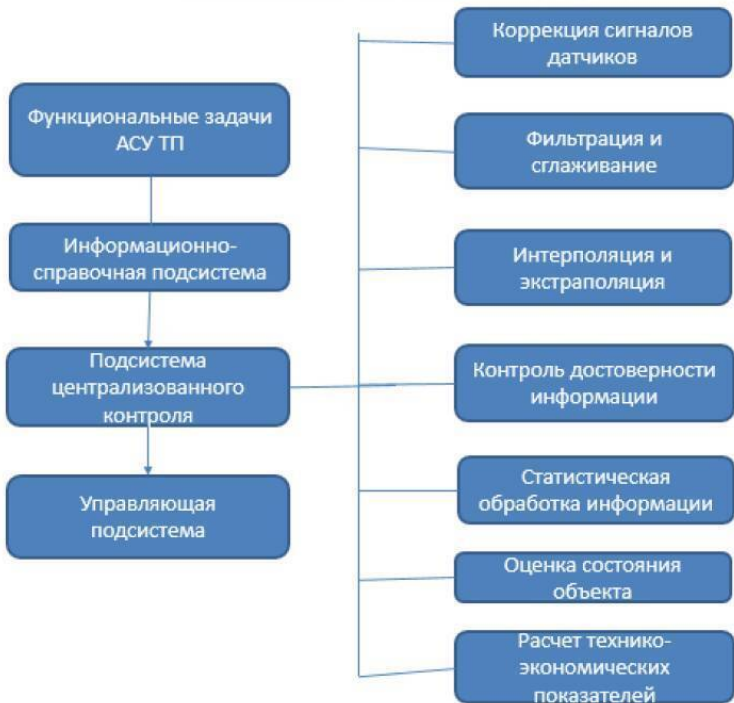 Функциональные задачи
АСУ ТП
Информационно-
справочная подсистема
Подсистема
централизованного
контроля
Управляющая
подсистема
Коррекция сигналов
датчиков
Фильтрация и
сглаживание
Интерполяция и
экстраполяция
Контроль достоверности
информации
Статистическая
обработка информации
Оценка состояния
объекта
Расчет технико-
экономических
показателей